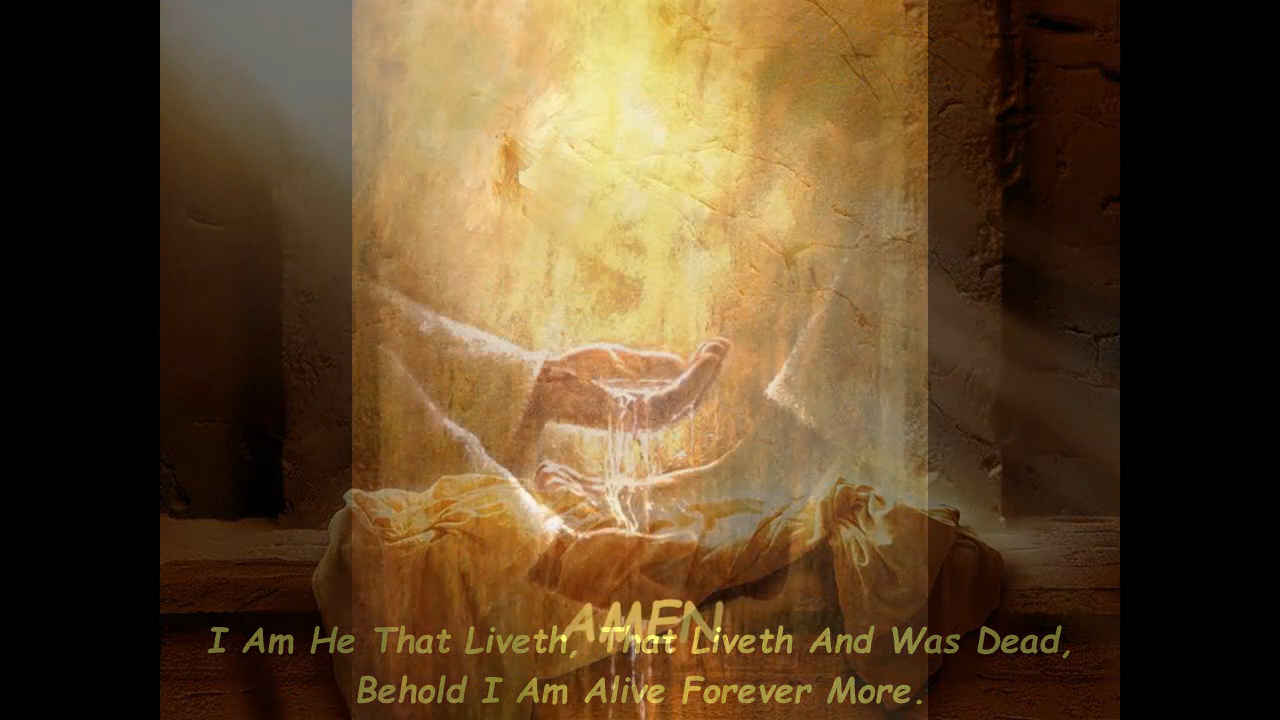 AMEN
I Am He That Liveth, That Liveth And Was Dead,
Behold I Am Alive Forever More.